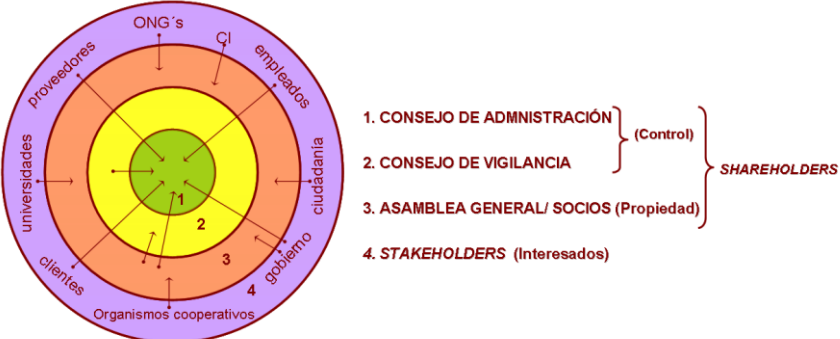 ONG´s
CI
proveedores
empleados
universidades
ciudadanía
clientes
gobierno
Organismos cooperativos
1
2
3
4
1. CONSEJO DE ADMNISTRACIÓN
(Control)
2. CONSEJO DE VIGILANCIA
SHAREHOLDERS
3. ASAMBLEA GENERAL/ SOCIOS (Propiedad)
4. STAKEHOLDERS (Interesados)